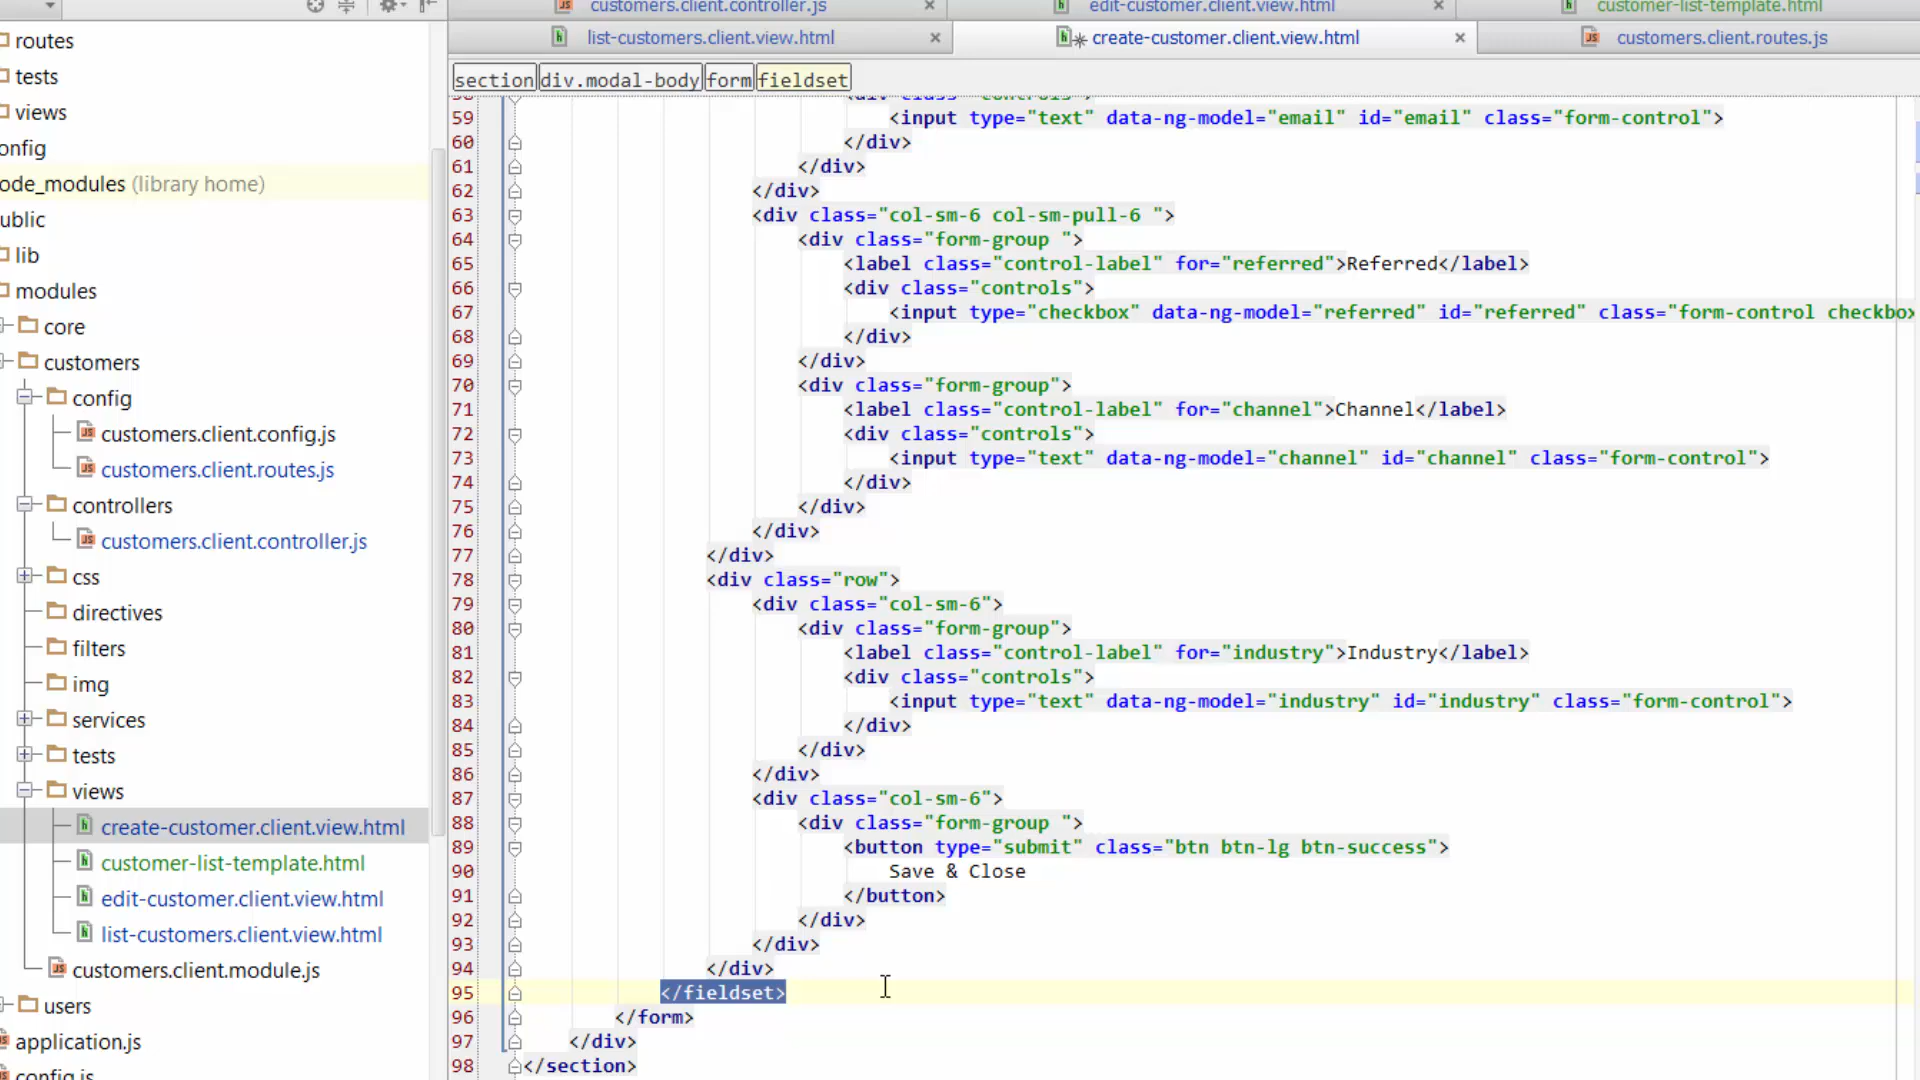 customers.client.controller.js
edit-customer.client.view.html
customer-list-template.html
list-customers.client.view.html
create-customer.client.view.html
customers.client.routes.js
section div.modal-body form fieldset
routes
tests
views
onfig
ode_modules (library home)
ublic
lib
modules
core
customers
config
customers.client.config.js
customers.client.routes.js
controllers
customers.client.controller.js
css
directives
filters
img
services
tests
views
create-customer.client.view.html
customer-list-template.html
edit-customer.client.view.html
list-customers.client.view.html
customers.client.module.js
users
application.js
config.js
59 <input type="text" data-ng-model="email" id="email" class="form-control">
60 </div>
61 </div>
62 </div>
63 <div class="col-sm-6 col-sm-pull-6 ">
64 <div class="form-group ">
65 <label class="control-label" for="referred">Referred</label>
66 <div class="controls">
67 <input type="checkbox" data-ng-model="referred" id="referred" class="form-control checkbox
68 </div>
69 </div>
70 <div class="form-group">
71 <label class="control-label" for="channel">Channel</label>
72 <div class="controls">
73 <input type="text" data-ng-model="channel" id="channel" class="form-control">
74 </div>
75 </div>
76 </div>
77 </div>
78 <div class="row">
79 <div class="col-sm-6">
80 <div class="form-group">
81 <label class="control-label" for="industry">Industry</label>
82 <div class="controls">
83 <input type="text" data-ng-model="industry" id="industry" class="form-control">
84 </div>
85 </div>
86 </div>
87 <div class="col-sm-6">
88 <div class="form-group ">
89 <button type="submit" class="btn btn-lg btn-success">
90 Save & Close
91 </button>
92 </div>
93 </div>
94 </div>
95 </fieldset>
96 </form>
97 </div>
98 </section>